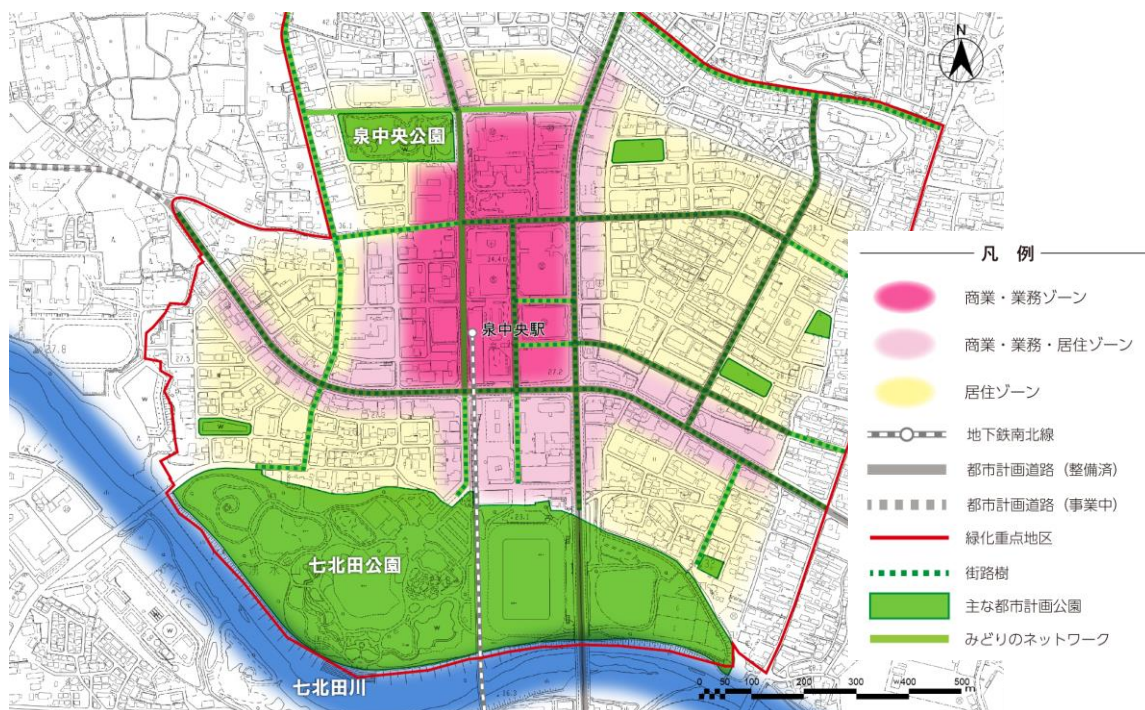 N
泉中央公園
泉中央駅
七北田公園
七北田川
凡 例
商業・業務ゾーン
商業・業務・居住ゾーン
居住ゾーン
地下鉄南北線
都市計画道路（整備済）
都市計画道路（事業中）
緑化重点地区
街路樹
主な都市計画公園
みどりのネットワーク
0 50 100 200 300 400 500
m